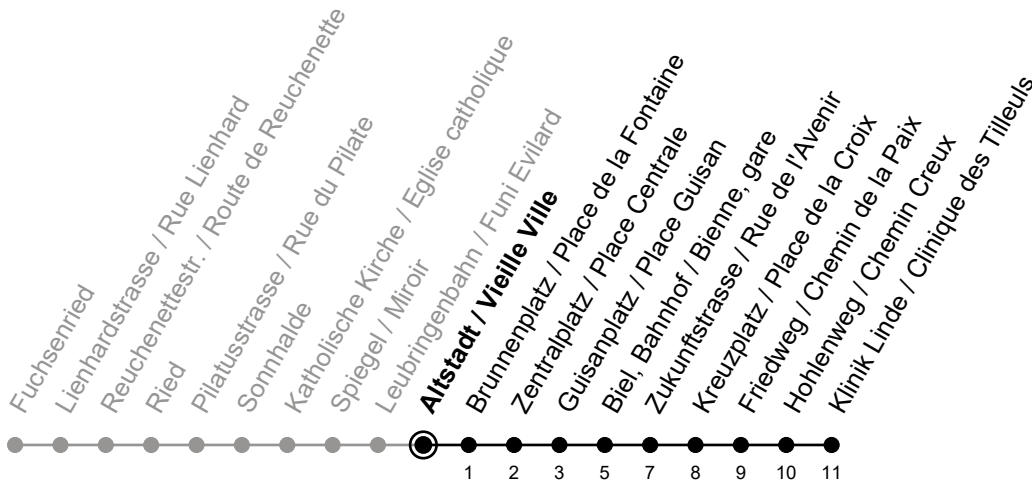 Fuchsenried
Lienhardstrasse / Rue Lienhard
Reuchenettestr. / Route de Reuchenette
Ried
Pilatusstrasse / Rue du Pilate
Sonnhalde
Katholische Kirche / Eglise catholique
Spiegel / Miroir
Leubringenbahn / Funi Evilard
Altstadt / Vieille Ville
Brunnenplatz / Place de la Fontaine
Zentralplatz / Place Centrale
Guisanplatz / Place Guisan
Biel, Bahnhof / Bienne, gare
Zukunftstrasse / Rue de l'Avenir
Kreuzplatz / Place de la Croix
Friedweg / Chemin de la Paix
Hohlenweg / Chemin Creux
Klinik Linde / Clinique des Tilleuls
1 2 3 5 7 8 9 10 11